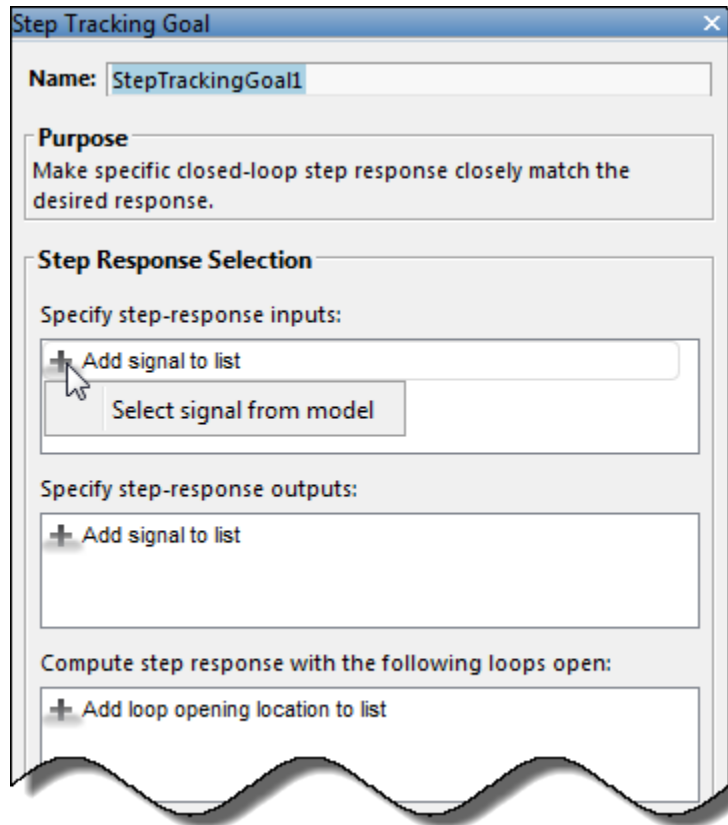 Step Tracking Goal
Name: StepTrackingGoal1
Purpose
Make specific closed-loop step response closely match the
desired response.
Step Response Selection
Specify step-response inputs:
Add signal to list
Select signal from model
Specify step-response outputs:
Add signal to list
Compute step response with the following loops open:
Add loop opening location to list